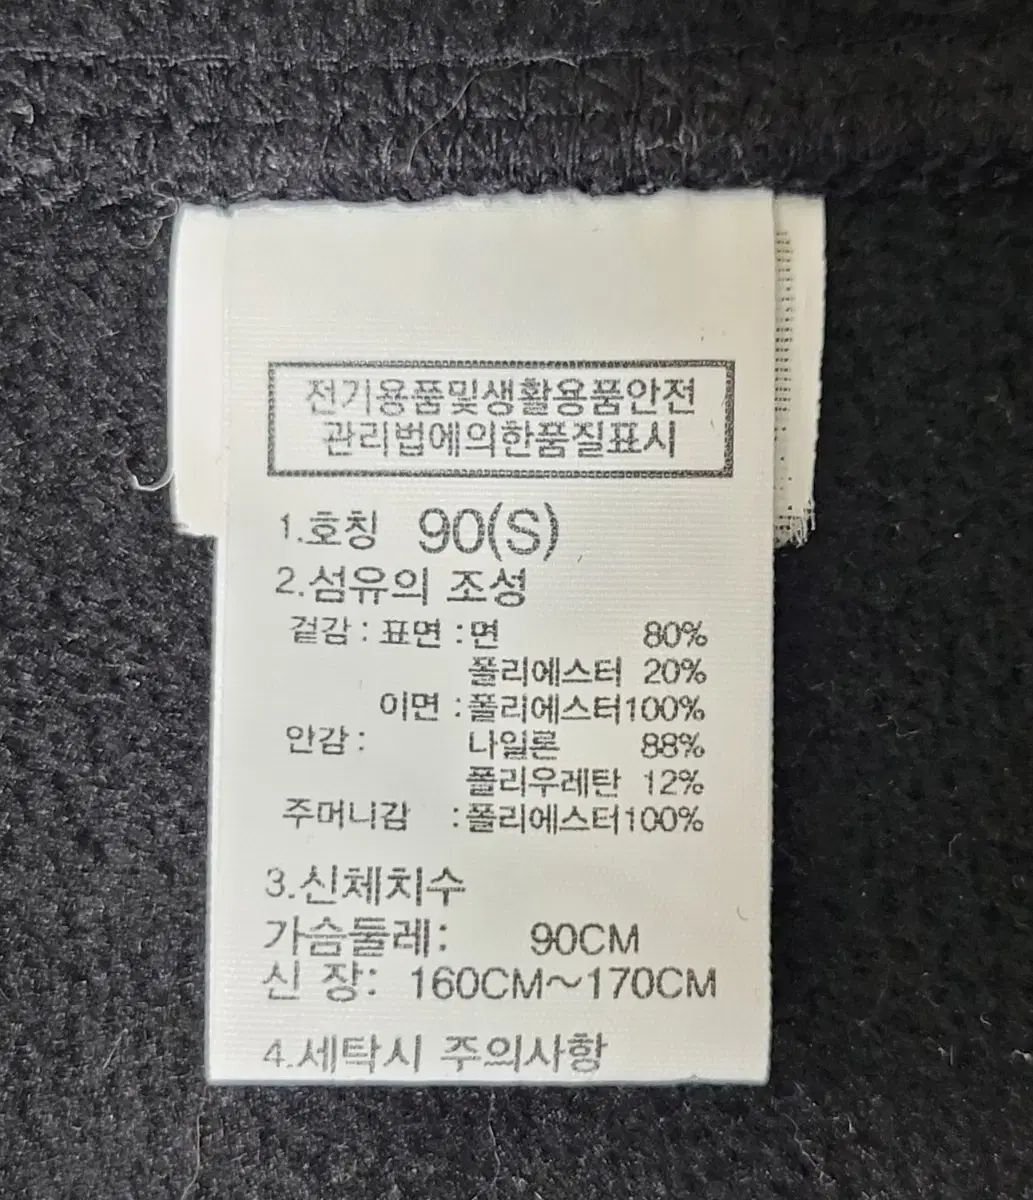 전기용품및생활용품안전
관리법에의한품질표시
1.호칭 90(S)
2.섬유의 조성
겉감 : 표면 : 면 80%
폴리에스터 20%
이면 : 폴리에스터100%
안감 : 나일론 88%
폴리우레탄 12%
주머니감 : 폴리에스터100%
3.신체치수
가슴둘레: 90CM
신 장: 160CM~170CM
4.세탁시 주의사항